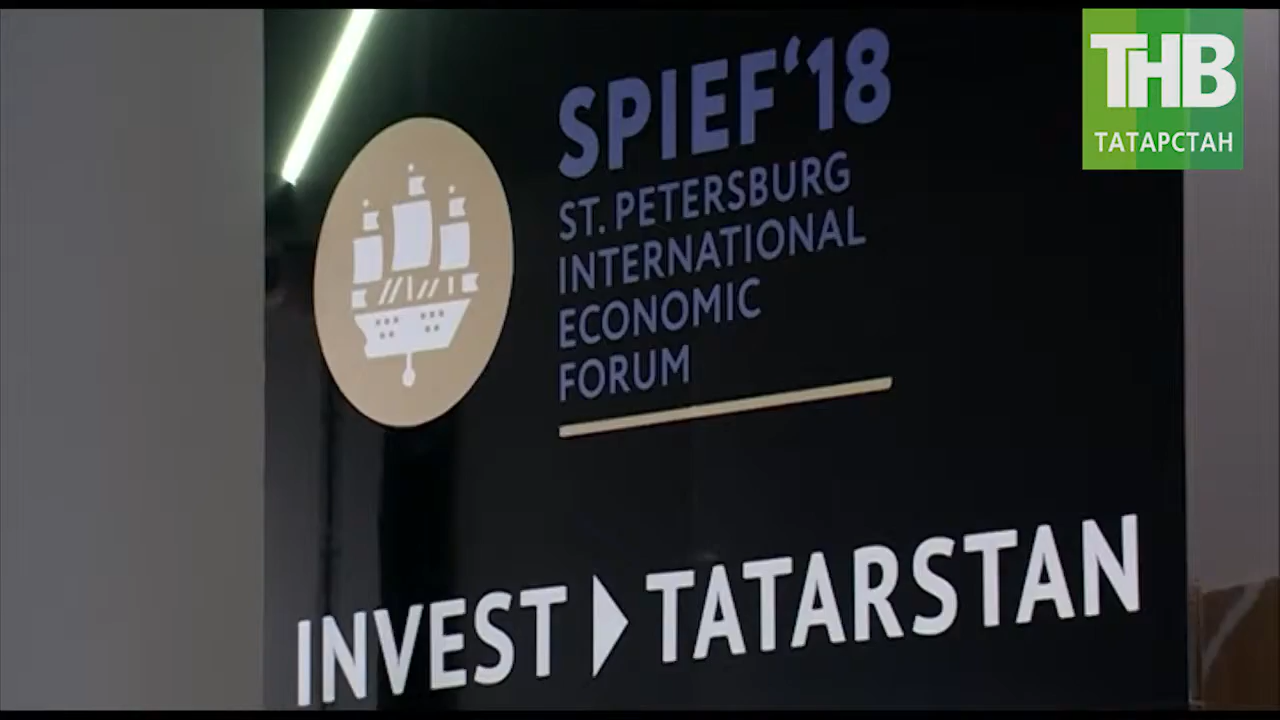 ТНВ
ТАТАРСТАН
SPIEF‘18
ST. PETERSBURG
INTERNATIONAL
ECONOMIC
FORUM
INVEST TATARSTAN